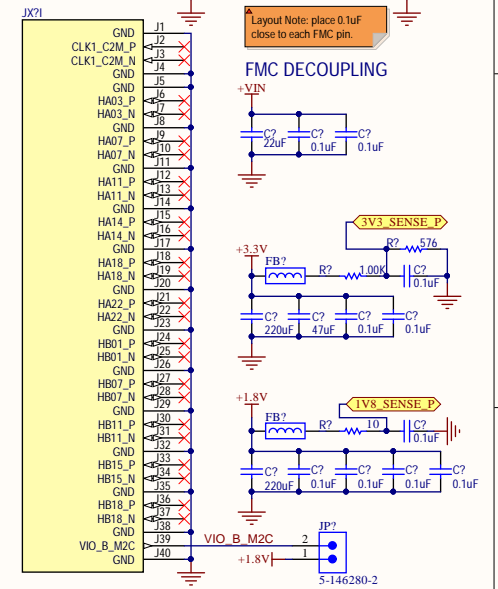 JX?I
GND J1
CLK1_C2M_P J2
CLK1_C2M_N J3
GND J4
GND J5
HA03_P J6
HA03_N J7
GND J8
HA07_P J9
HA07_N J10
GND J11
HA11_P J12
HA11_N J13
GND J14
HA14_P J15
HA14_N J16
GND J17
HA18_P J18
HA18_N J19
GND J20
HA22_P J21
HA22_N J22
GND J23
HB01_P J24
HB01_N J25
GND J26
HB07_P J27
HB07_N J28
GND J29
HB11_P J30
HB11_N J31
GND J32
HB15_P J33
HB15_N J34
GND J35
HB18_P J36
HB18_N J37
GND J38
VIO_B_M2C J39
GND J40
Layout Note: place 0.1uF
close to each FMC pin.
FMC DECOUPLING
+VIN
C? C? C?
22uF 0.1uF 0.1uF
3V3_SENSE_P
R? 576
+3.3V
FB? R? 1.00K C?
0.1uF
C? C? C? C?
220uF 47uF 0.1uF 0.1uF
1V8_SENSE_P
+1.8V
FB? R? 10 C?
0.1uF
C? C? C? C? C?
220uF 0.1uF 0.1uF 0.1uF 0.1uF
JP?
VIO_B_M2C 2
+1.8V 1
5-146280-2